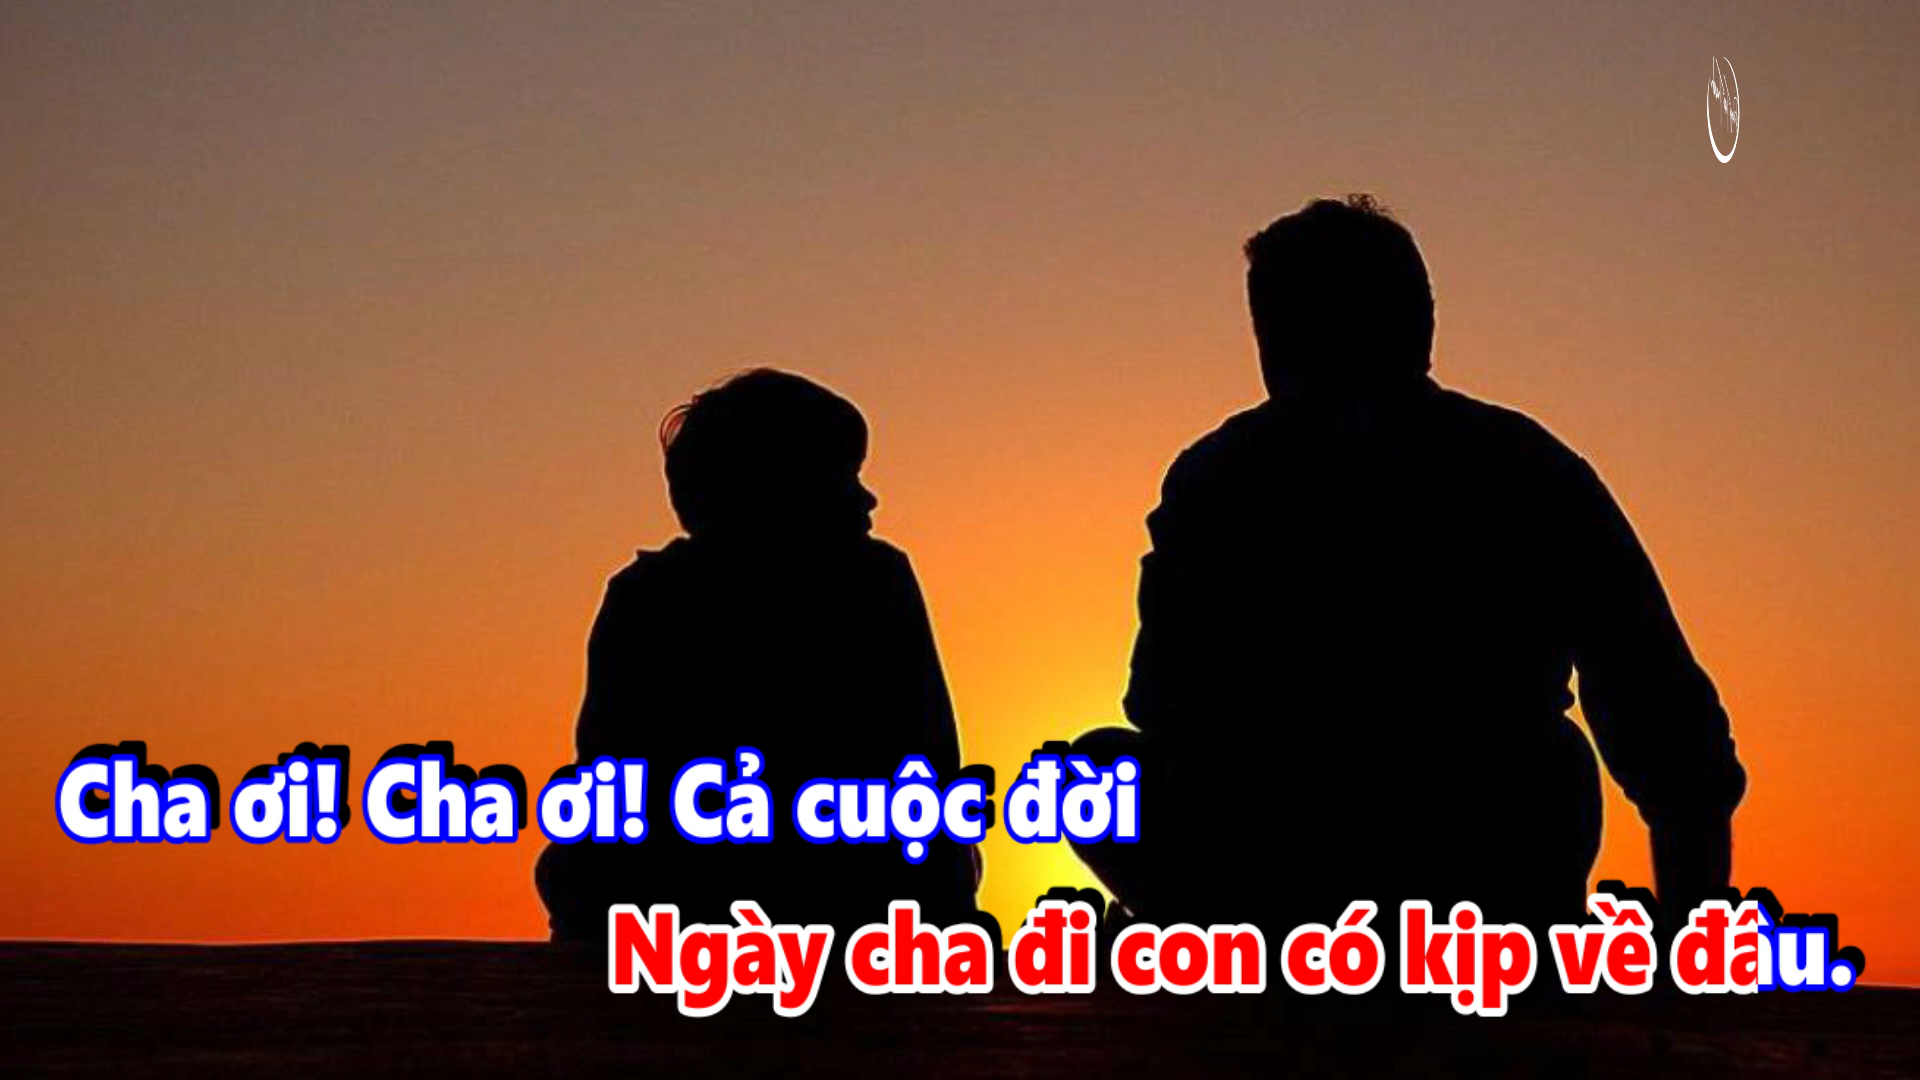 Cha ơi! Cha ơi! Cả cuộc đời
Ngày cha đi con có kịp về đâu.